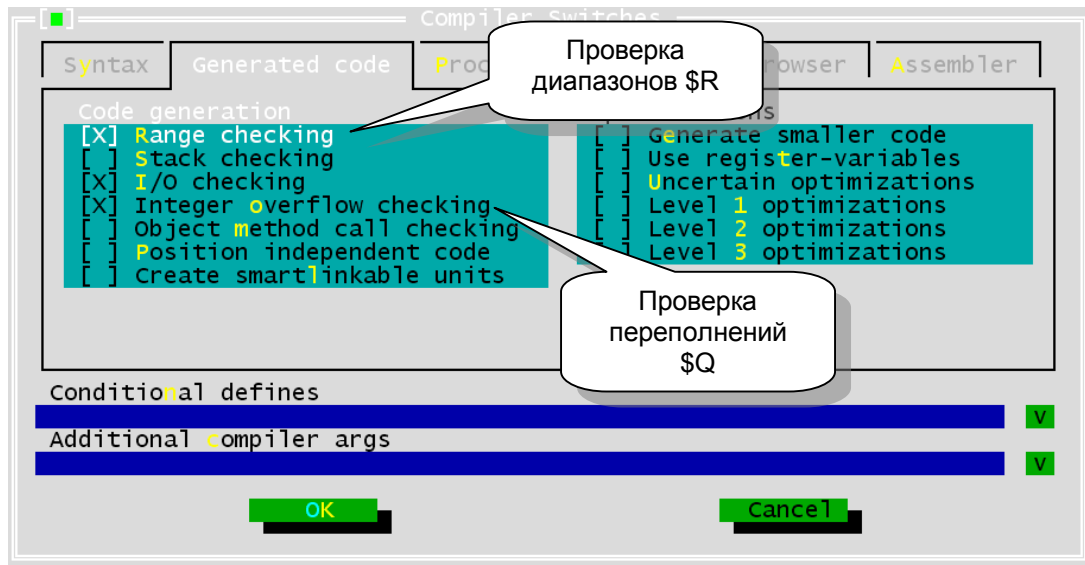 [■] Compiler Switches
Syntax Generated code Proc rowser Assembler
Проверка
диапазонов $R
Code generation ns
[X] Range checking
[ ] Stack checking
[X] I/O checking
[X] Integer overflow checking
[ ] Object method call checking
[ ] Position independent code
[ ] Create smartlinkable units
[ ] Generate smaller code
[ ] Use register-variables
[ ] Uncertain optimizations
[ ] Level 1 optimizations
[ ] Level 2 optimizations
[ ] Level 3 optimizations
Проверка
переполнений
$Q
Conditional defines
V
Additional compiler args
V
OK Cancel